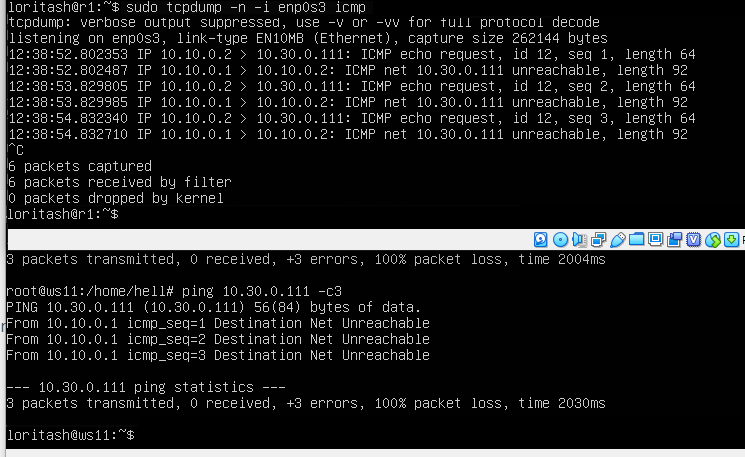 loritash@r1:~$ sudo tcpdump -n -i enp0s3 icmp
tcpdump: verbose output suppressed, use -v or -vv for full protocol decode
listening on enp0s3, link-type EN10MB (Ethernet), capture size 262144 bytes
12:38:52.802353 IP 10.10.0.2 > 10.30.0.111: ICMP echo request, id 12, seq 1, length 64
12:38:52.802487 IP 10.10.0.1 > 10.10.0.2: ICMP net 10.30.0.111 unreachable, length 92
12:38:53.829805 IP 10.10.0.2 > 10.30.0.111: ICMP echo request, id 12, seq 2, length 64
12:38:53.829985 IP 10.10.0.1 > 10.10.0.2: ICMP net 10.30.0.111 unreachable, length 92
12:38:54.832340 IP 10.10.0.2 > 10.30.0.111: ICMP echo request, id 12, seq 3, length 64
12:38:54.832710 IP 10.10.0.1 > 10.10.0.2: ICMP net 10.30.0.111 unreachable, length 92
^C
6 packets captured
6 packets received by filter
0 packets dropped by kernel
loritash@r1:~$
3 packets transmitted, 0 received, +3 errors, 100% packet loss, time 2004ms
root@ws11:/home/hell# ping 10.30.0.111 -c3
PING 10.30.0.111 (10.30.0.111) 56(84) bytes of data.
From 10.10.0.1 icmp_seq=1 Destination Net Unreachable
From 10.10.0.1 icmp_seq=2 Destination Net Unreachable
From 10.10.0.1 icmp_seq=3 Destination Net Unreachable
--- 10.30.0.111 ping statistics ---
3 packets transmitted, 0 received, +3 errors, 100% packet loss, time 2030ms
loritash@ws11:~$